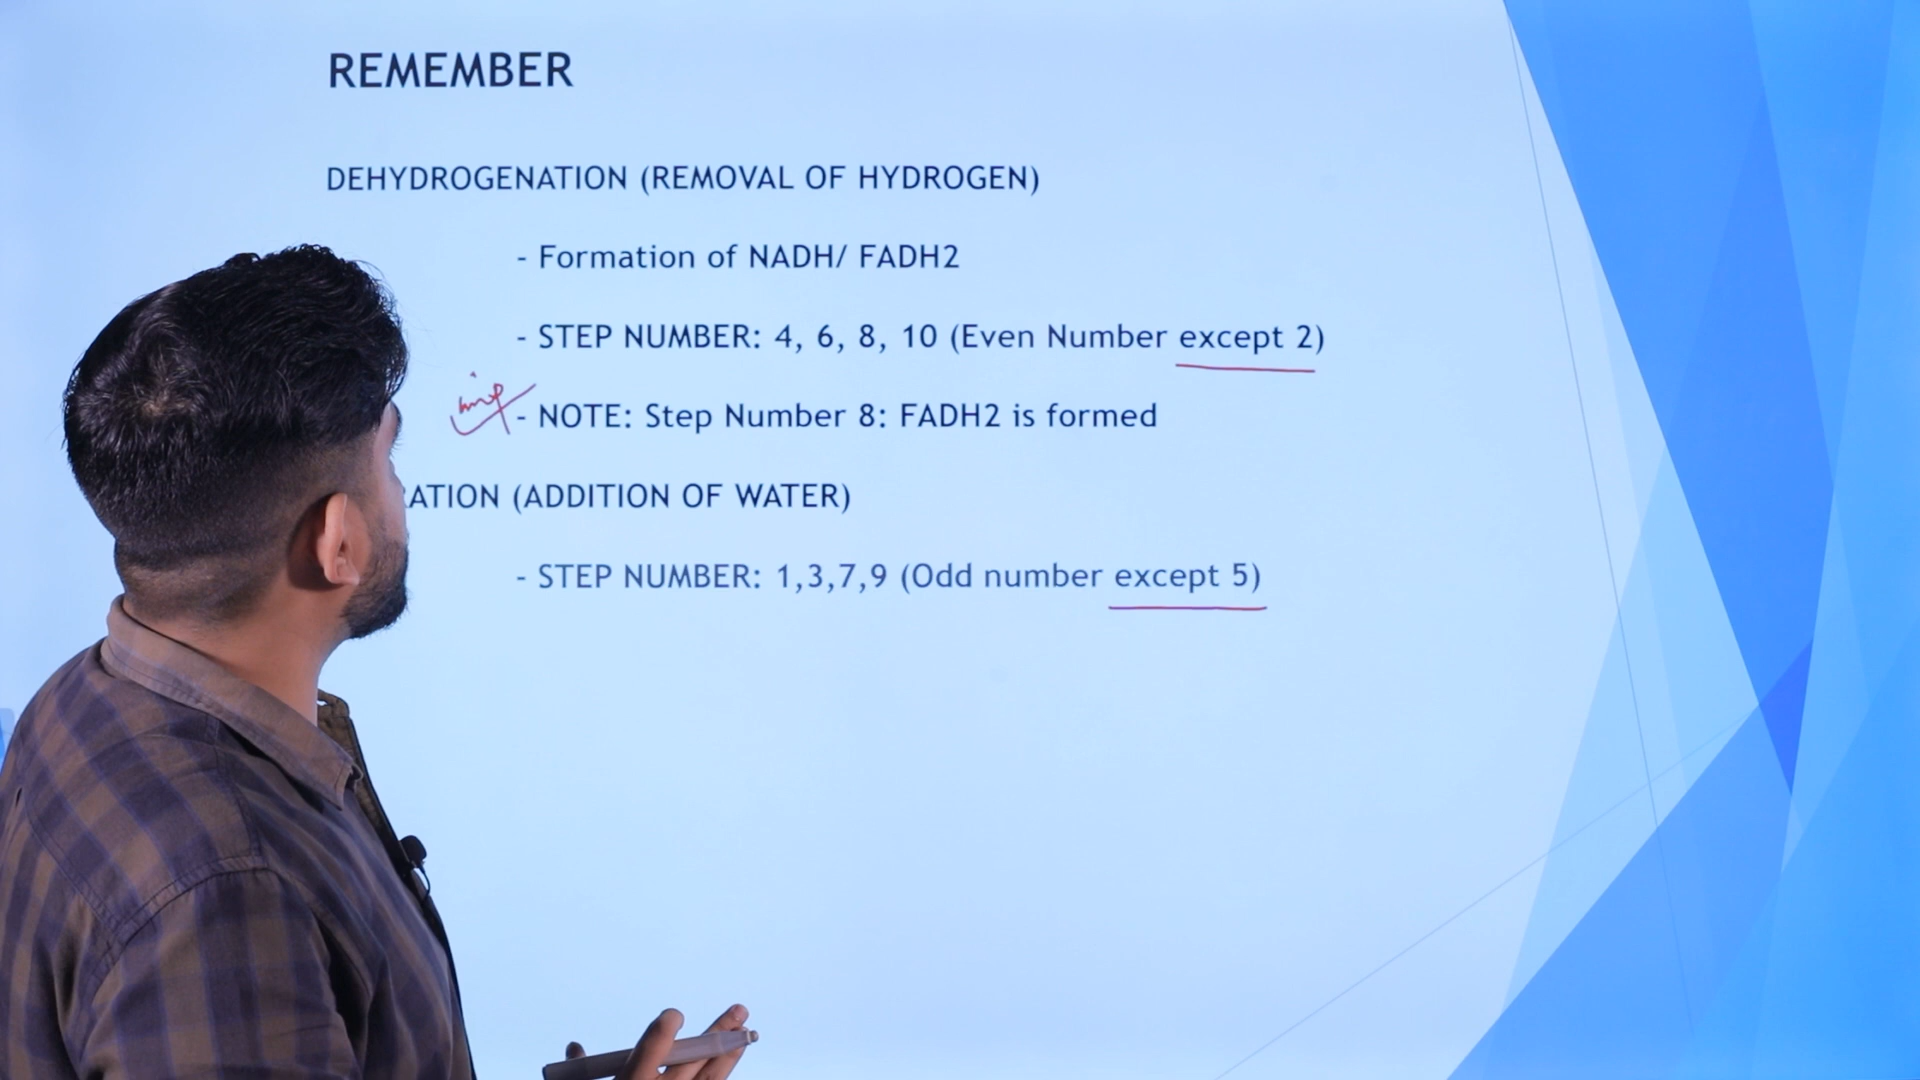 REMEMBER
DEHYDROGENATION (REMOVAL OF HYDROGEN)
- Formation of NADH/ FADH2
- STEP NUMBER: 4, 6, 8, 10 (Even Number except 2)
imp
- NOTE: Step Number 8: FADH2 is formed
RATION (ADDITION OF WATER)
- STEP NUMBER: 1,3,7,9 (Odd number except 5)